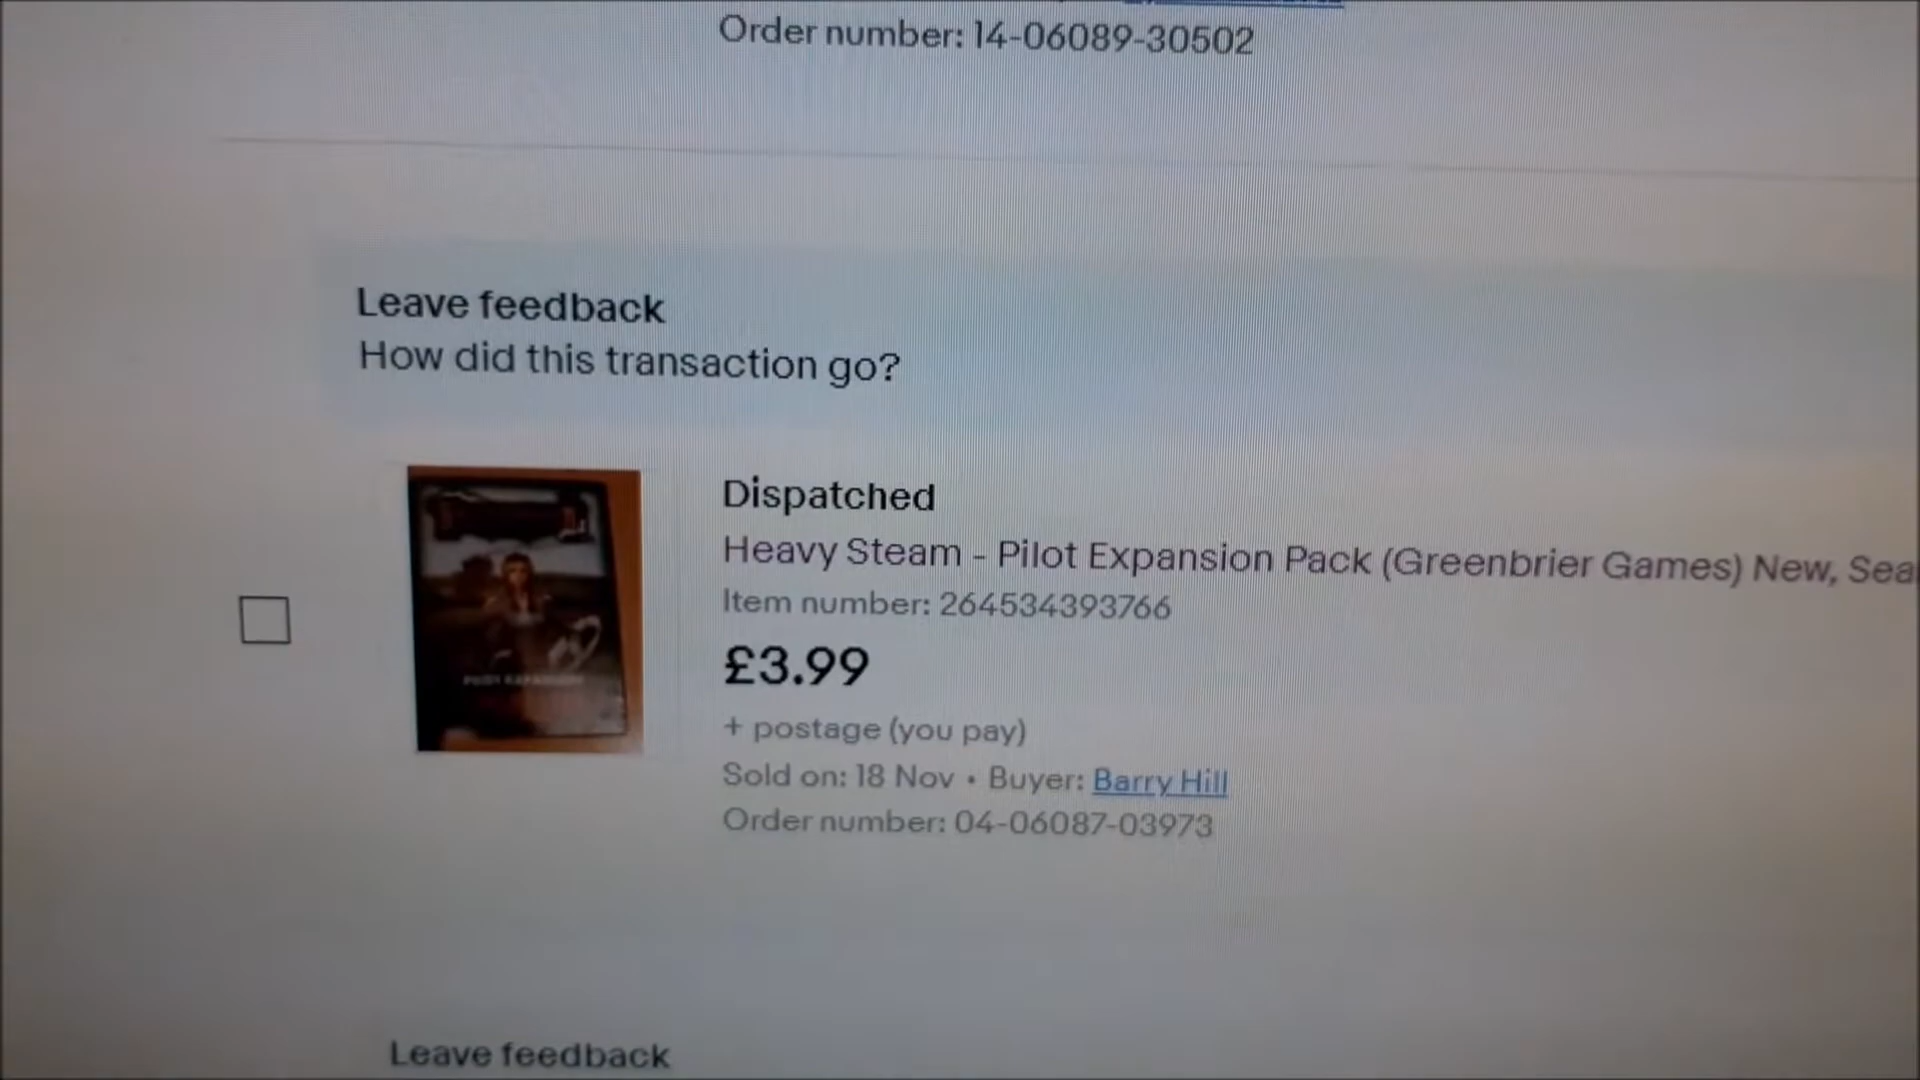 Order number: 14-06089-30502
Leave feedback
How did this transaction go?
Dispatched
Heavy Steam - Pilot Expansion Pack (Greenbrier Games) New, Sea
Item number: 264534393766
£3.99
+ postage (you pay)
Sold on: 18 Nov • Buyer: Barry Hill
Order number: 04-06087-03973
Leave feedback